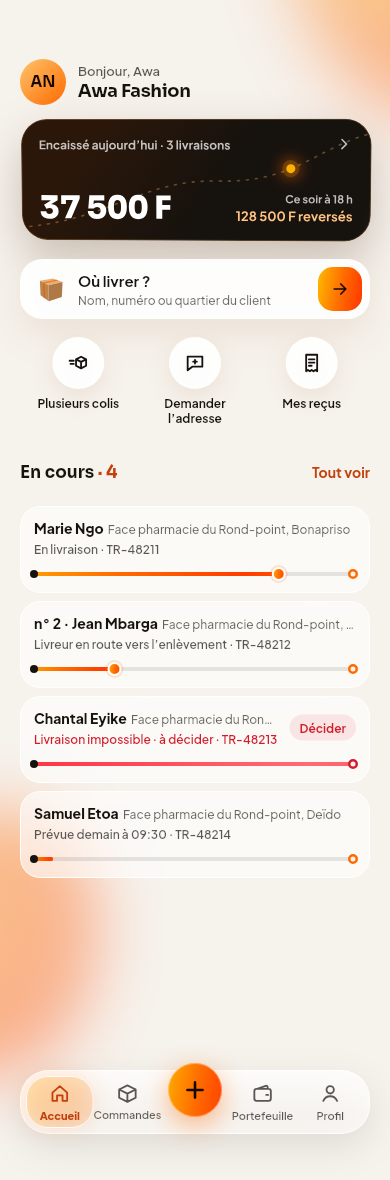 AN
Bonjour, Awa
Awa Fashion
Encaissé aujourd’hui · 3 livraisons
37 500 F
Ce soir à 18 h
128 500 F reversés
Où livrer ?
Nom, numéro ou quartier du client
Plusieurs colis
Demander
l’adresse
Mes reçus
En cours · 4
Tout voir
Marie Ngo Face pharmacie du Rond-point, Bonapriso
En livraison · TR-48211
n° 2 · Jean Mbarga Face pharmacie du Rond-point, …
Livreur en route vers l’enlèvement · TR-48212
Chantal Eyike Face pharmacie du Ron…
Livraison impossible · à décider · TR-48213
Décider
Samuel Etoa Face pharmacie du Rond-point, Deïdo
Prévue demain à 09:30 · TR-48214
Accueil
Commandes
Portefeuille
Profil